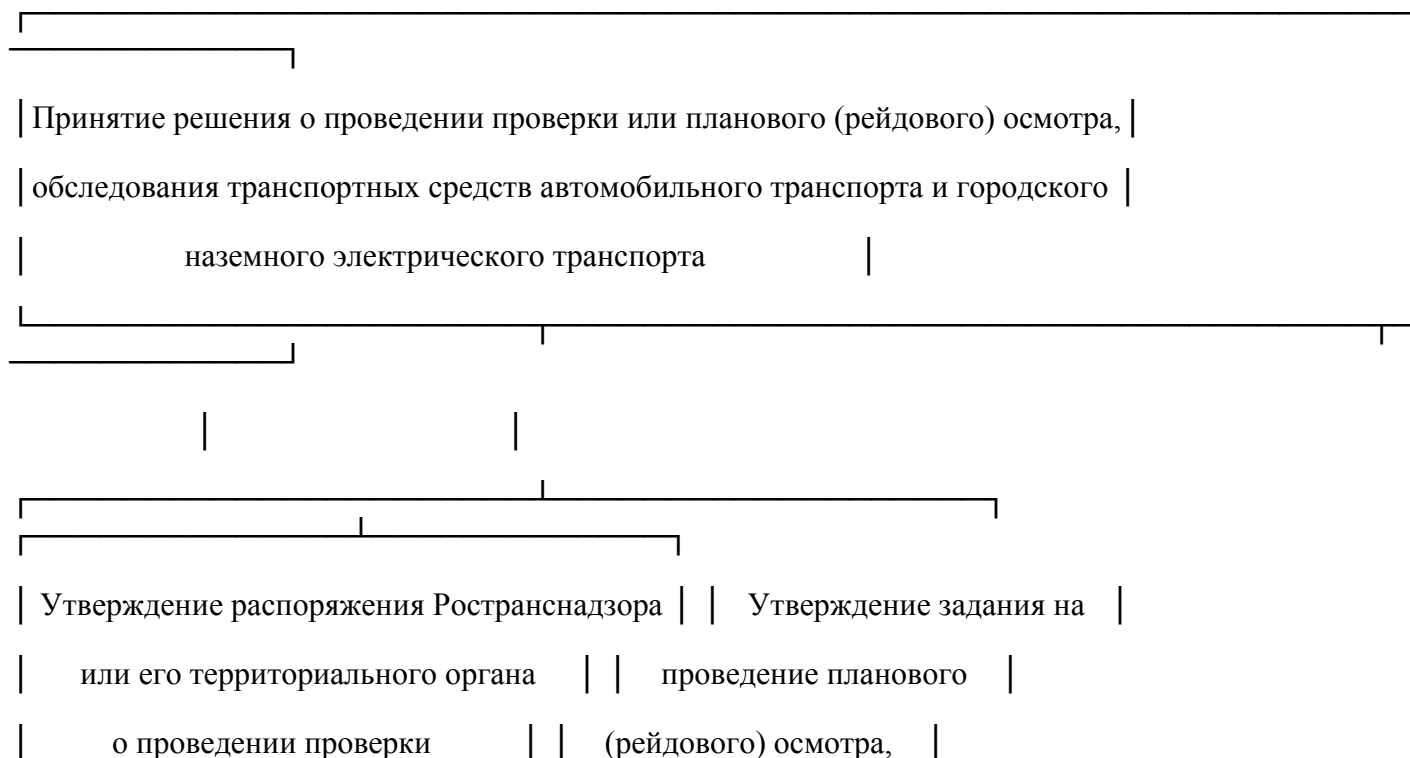 Принятие решения о проведении проверки или планового (рейдового) осмотра,
обследования транспортных средств автомобильного транспорта и городского
наземного электрического транспорта
Утверждение распоряжения Ространснадзора Утверждение задания на
или его территориального органа проведение планового
о проведении проверки (рейдового) осмотра,